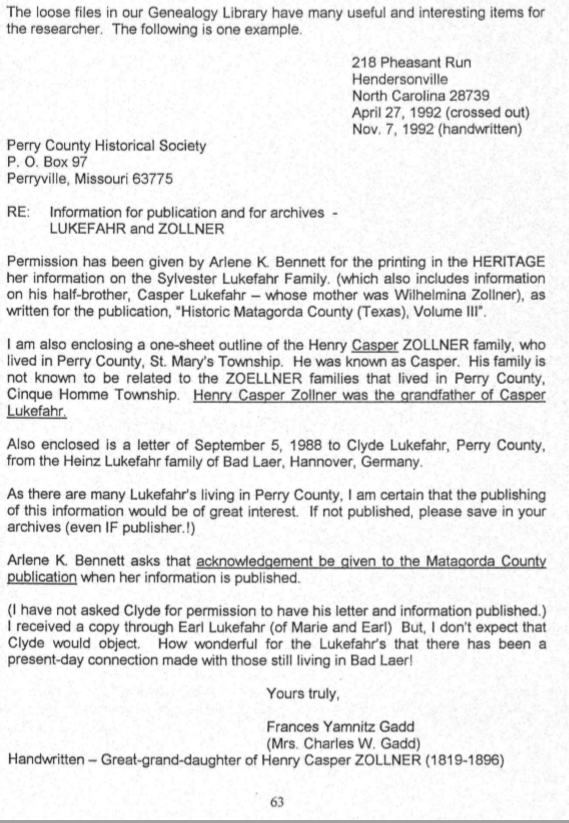 The loose files in our Genealogy Library have many useful and interesting items for
the researcher. The following is one example.
218 Pheasant Run
Hendersonville
North Carolina 28739
April 27, 1992 (crossed out)
Nov. 7, 1992 (handwritten)
Perry County Historical Society
P. O. Box 97
Perryville, Missouri 63775
RE: Information for publication and for archives -
LUKEFAHR and ZOLLNER
Permission has been given by Arlene K. Bennett for the printing in the HERITAGE
her information on the Sylvester Lukefahr Family. (which also includes information
on his half-brother, Casper Lukefahr – whose mother was Wilhelmina Zollner), as
written for the publication, "Historic Matagorda County (Texas), Volume III".
I am also enclosing a one-sheet outline of the Henry Casper ZOLLNER family, who
lived in Perry County, St. Mary's Township. He was known as Casper. His family is
not known to be related to the ZOELLNER families that lived in Perry County,
Cinque Homme Township. Henry Casper Zollner was the grandfather of Casper
Lukefahr.
Also enclosed is a letter of September 5, 1988 to Clyde Lukefahr, Perry County,
from the Heinz Lukefahr family of Bad Laer, Hannover, Germany.
As there are many Lukefahr's living in Perry County, I am certain that the publishing
of this information would be of great interest. If not published, please save in your
archives (even IF publisher.!)
Arlene K. Bennett asks that acknowledgement be given to the Matagorda County
publication when her information is published.
(I have not asked Clyde for permission to have his letter and information published.)
I received a copy through Earl Lukefahr (of Marie and Earl) But, I don't expect that
Clyde would object. How wonderful for the Lukefahr's that there has been a
present-day connection made with those still living in Bad Laer!
Yours truly,
Frances Yamnitz Gadd
(Mrs. Charles W. Gadd)
Handwritten – Great-grand-daughter of Henry Casper ZOLLNER (1819-1896)
63